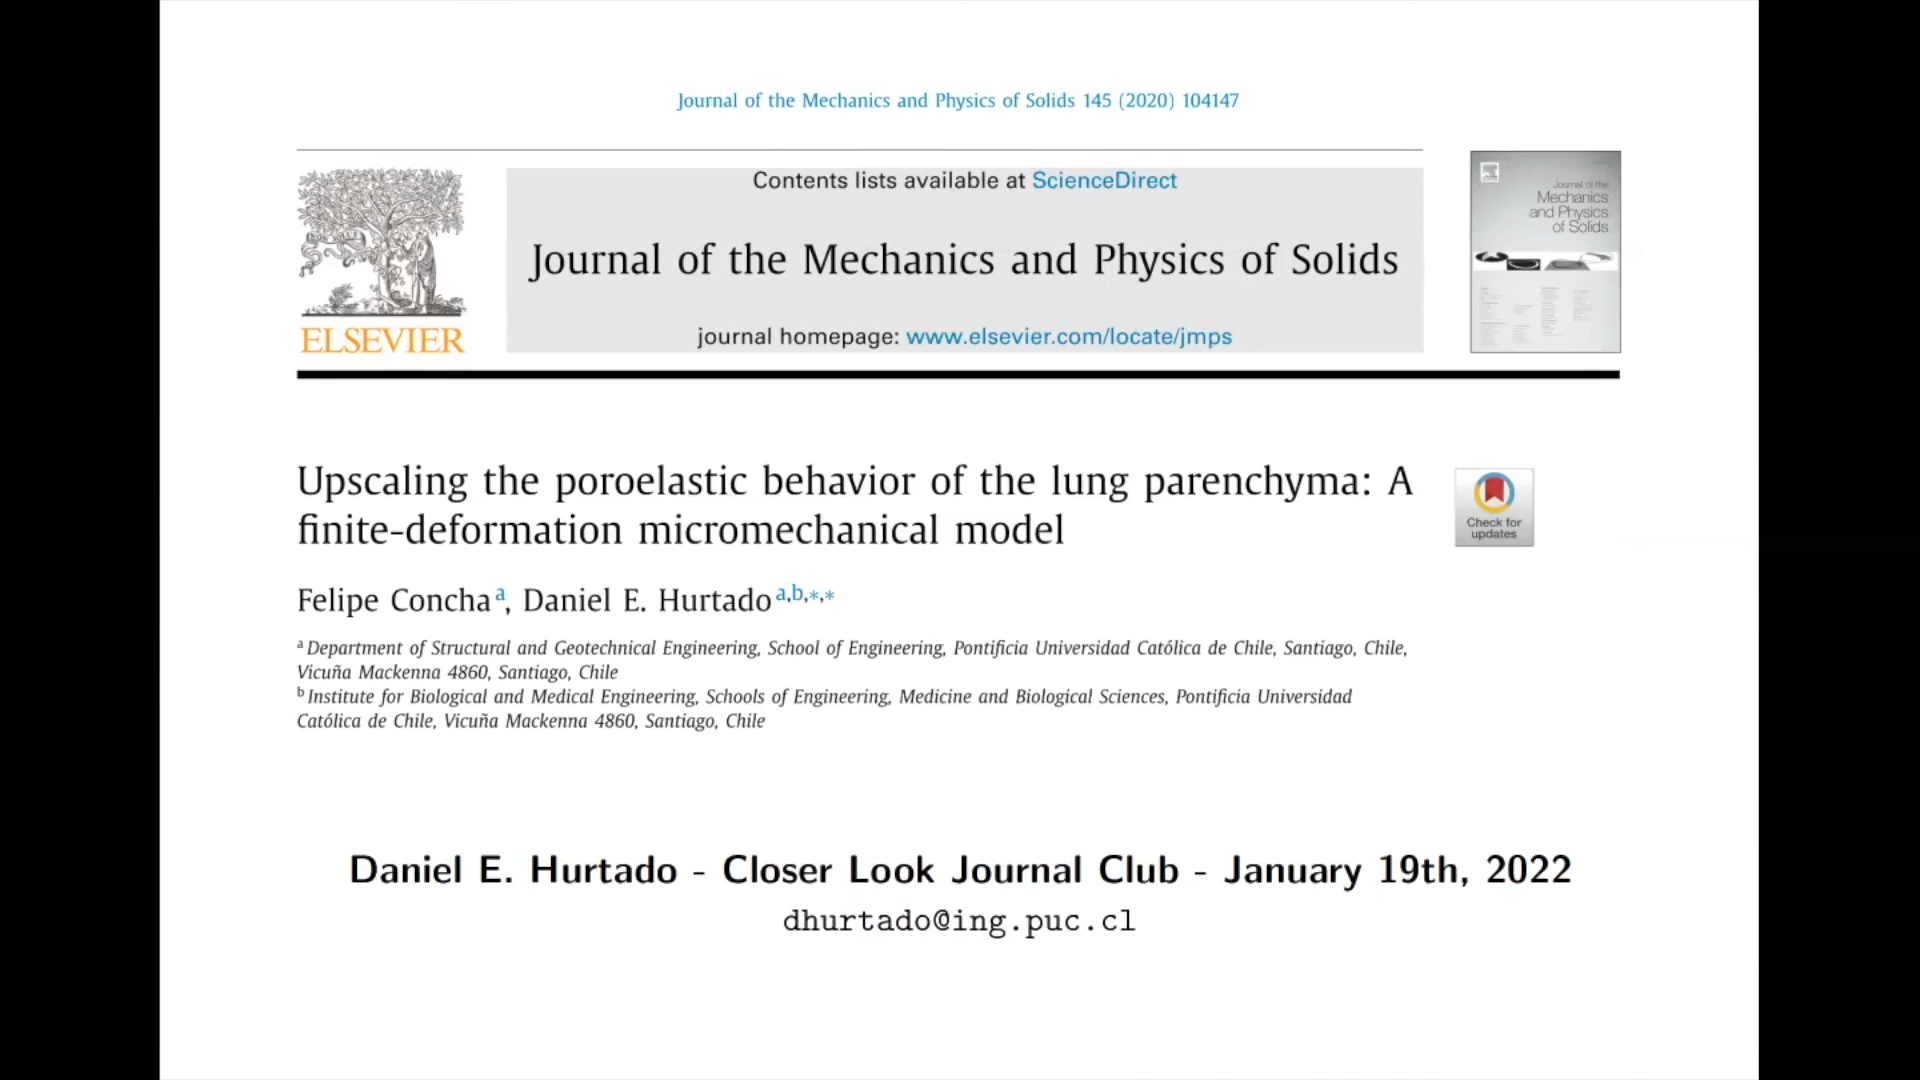 Journal of the Mechanics and Physics of Solids 145 (2020) 104147
Contents lists available at ScienceDirect
Journal of the Mechanics and Physics of Solids
journal homepage: www.elsevier.com/locate/jmps
ELSEVIER
Journal of the
Mechanics
and Physics
of Solids
Upscaling the poroelastic behavior of the lung parenchyma: A
finite-deformation micromechanical model
Check for
updates
Felipe Concha a, Daniel E. Hurtado a,b,*,*
a Department of Structural and Geotechnical Engineering, School of Engineering, Pontificia Universidad Católica de Chile, Santiago, Chile,
Vicuña Mackenna 4860, Santiago, Chile
b Institute for Biological and Medical Engineering, Schools of Engineering, Medicine and Biological Sciences, Pontificia Universidad
Católica de Chile, Vicuña Mackenna 4860, Santiago, Chile
Daniel E. Hurtado - Closer Look Journal Club - January 19th, 2022
dhurtado@ing.puc.cl